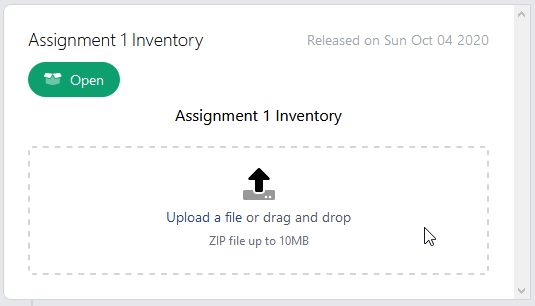 Assignment 1 Inventory
Released on Sun Oct 04 2020
Open
Assignment 1 Inventory
Upload a file or drag and drop
ZIP file up to 10MB